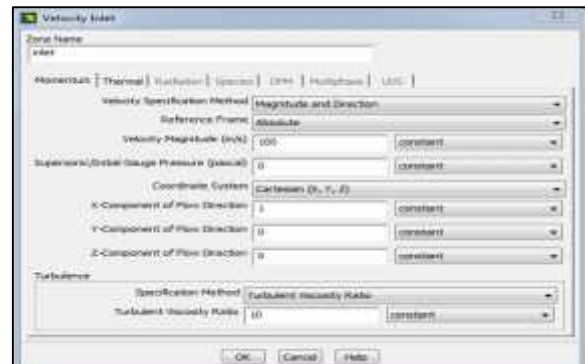 Velocity Inlet
Zone Name
inlet
Momentum Thermal Radiation Species DPM Multiphase UDS
Velocity Specification Method Magnitude and Direction
Reference Frame Absolute
Velocity Magnitude (m/s) 100 constant
Supersonic/Initial Gauge Pressure (pascal) 0 constant
Coordinate System Cartesian (X, Y, Z)
X-Component of Flow Direction 1 constant
Y-Component of Flow Direction 0 constant
Z-Component of Flow Direction 0 constant
Turbulence
Specification Method Turbulent Viscosity Ratio
Turbulent Viscosity Ratio 10 constant
OK Cancel Help